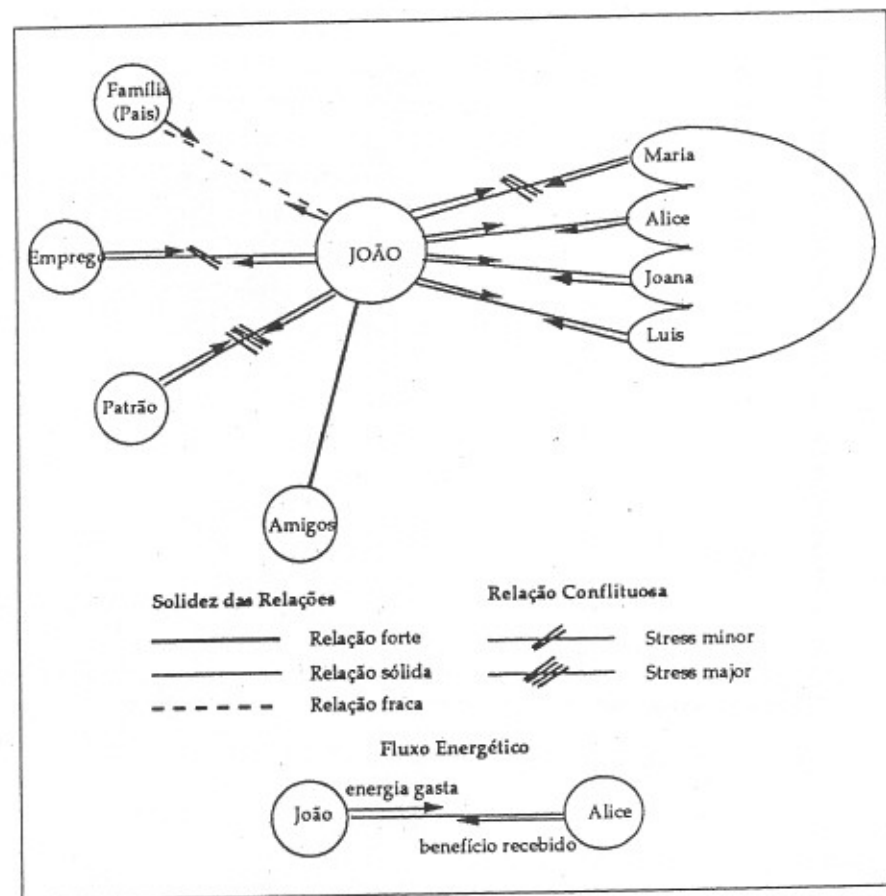 Família
(Pais)
Maria
Alice
Emprego
JOÃO
Joana
Luis
Patrão
Amigos
Solidez das Relações
Relação Conflituosa
Relação forte
Stress minor
Relação sólida
Stress major
Relação fraca
Fluxo Energético
energia gasta
João
Alice
benefício recebido